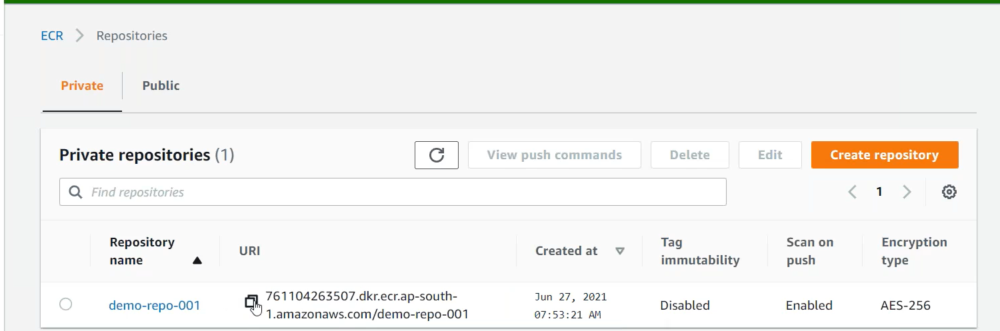 ECR Repositories
Private Public
Private repositories (1) View push commands Delete Edit Create repository
Find repositories 1
Repository name URI Created at Tag immutability Scan on push Encryption type
demo-repo-001
761104263507.dkr.ecr.ap-south-
1.amazonaws.com/demo-repo-001
Jun 27, 2021
07:53:21 AM
Disabled Enabled AES-256